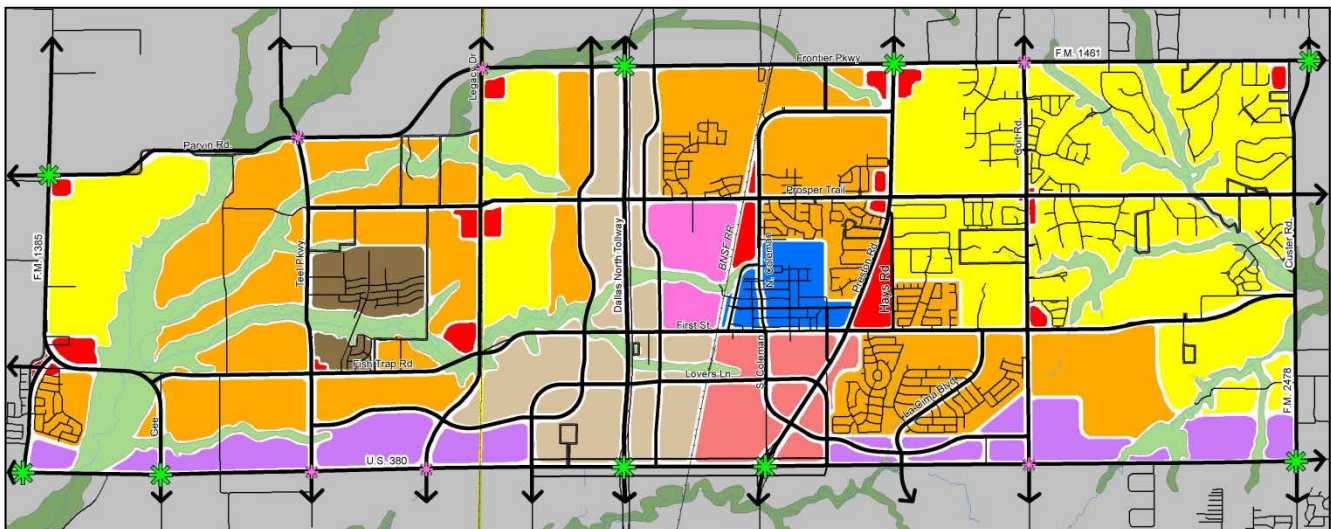 F.M. 1461
Frontier Pkwy.
Legacy Dr
Parvin Rd.
Coit Rd.
Prosper Trail
F.M. 1385
Teel Pkwy
Dallas North Tollway
BNSF RR
N. Coleman
Preston Rd.
Hays Rd
Custer Rd.
First St.
Fish Trap Rd.
Lovers Ln
S. Coleman
La Cima Blvd.
Gee
F.M. 2478
U.S. 380